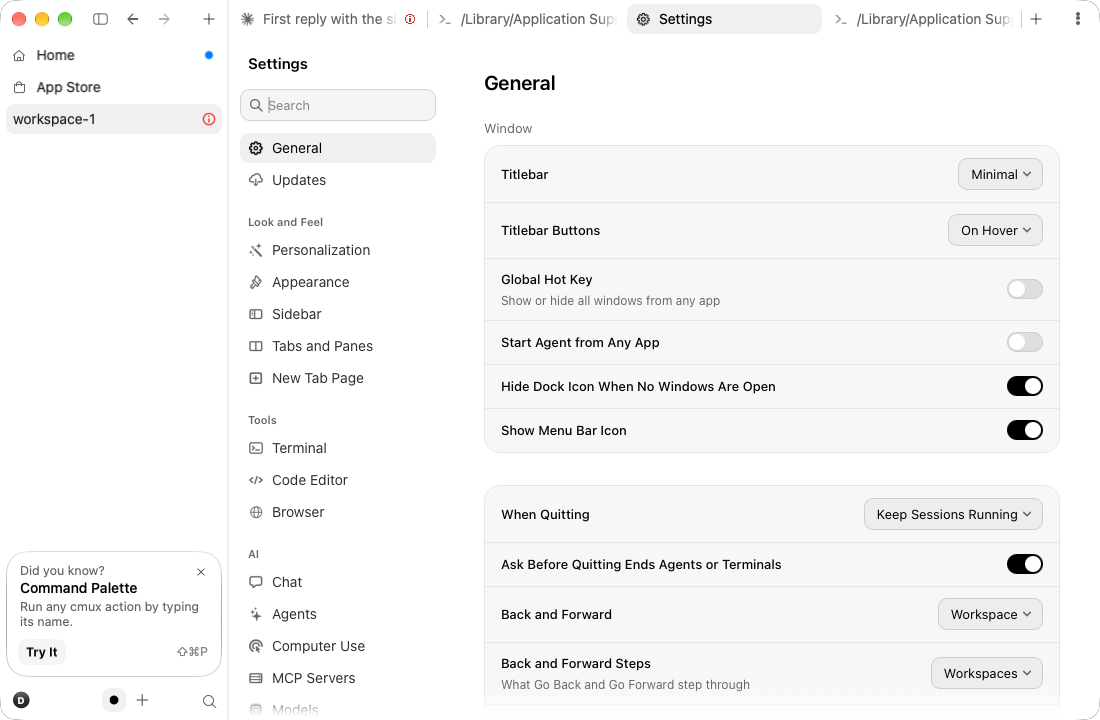 First reply with the s
/Library/Application Sup
Settings
/Library/Application Sup
Home
App Store
workspace-1
Did you know?
Command Palette
Run any cmux action by typing
its name.
Try It
⇧⌘P
D
Settings
Search
General
Updates
Look and Feel
Personalization
Appearance
Sidebar
Tabs and Panes
New Tab Page
Tools
Terminal
Code Editor
Browser
AI
Chat
Agents
Computer Use
MCP Servers
Models
General
Window
Titlebar
Minimal
Titlebar Buttons
On Hover
Global Hot Key
Show or hide all windows from any app
Start Agent from Any App
Hide Dock Icon When No Windows Are Open
Show Menu Bar Icon
When Quitting
Keep Sessions Running
Ask Before Quitting Ends Agents or Terminals
Back and Forward
Workspace
Back and Forward Steps
What Go Back and Go Forward step through
Workspaces